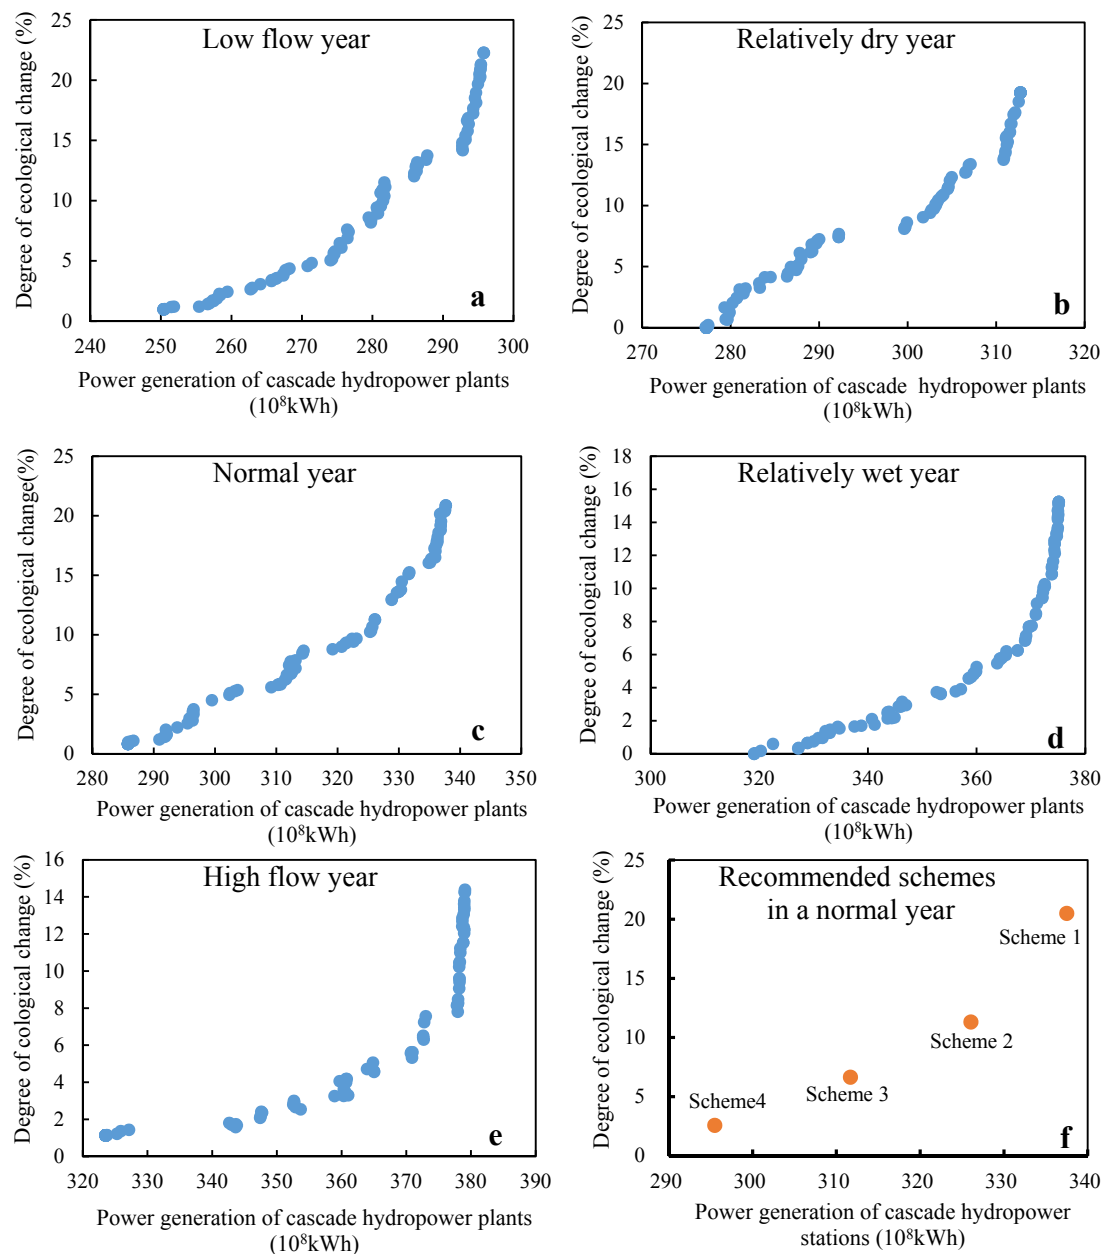 Low flow year
Degree of ecological change (%)
25
20
15
10
5
0
240 250 260 270 280 290 300
a
Power generation of cascade hydropower plants
(10⁸kWh)
Relatively dry year
Degree of ecological change (%)
25
20
15
10
5
0
270 280 290 300 310 320
b
Power generation of cascade hydropower plants
(10⁸kWh)
Normal year
Degree of ecological change(%)
25
20
15
10
5
0
280 290 300 310 320 330 340 350
c
Power generation of cascade hydropower plants
(10⁸kWh)
Relatively wet year
Degree of ecological change (%)
18
16
14
12
10
8
6
4
2
0
300 320 340 360 380
d
Power generation of cascade hydropower plants
(10⁸kWh)
High flow year
Degree of cological change (%)
16
14
12
10
8
6
4
2
0
320 330 340 350 360 370 380 390
e
Power generation of cascade hydropower plants
(10⁸kWh)
Recommended schemes
in a normal year
Degree of ecological change (%)
25
20
15
10
5
0
Scheme 1
Scheme 2
Scheme 3
Scheme4
290 300 310 320 330 340
f
Power generation of cascade hydropower
stations (10⁸kWh)